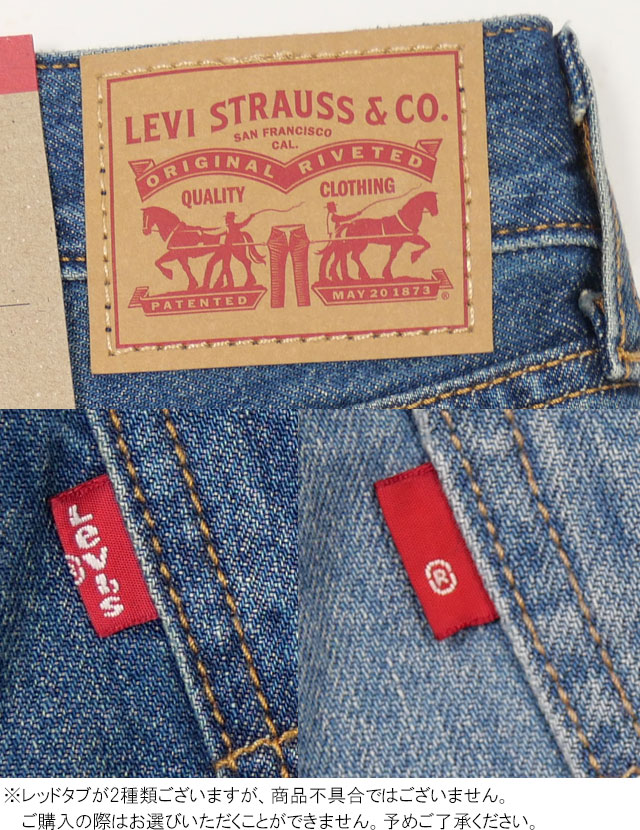 LEVI STRAUSS & CO.
SAN FRANCISCO
CAL.
ORIGINAL RIVETED
QUALITY CLOTHING
PATENTED MAY 20 1873 ®
LEVI'S
®
®
※レッドタブが2種類ございますが、商品不具合ではございません。
ご購入の際はお選びいただくことができません。予めご了承ください。